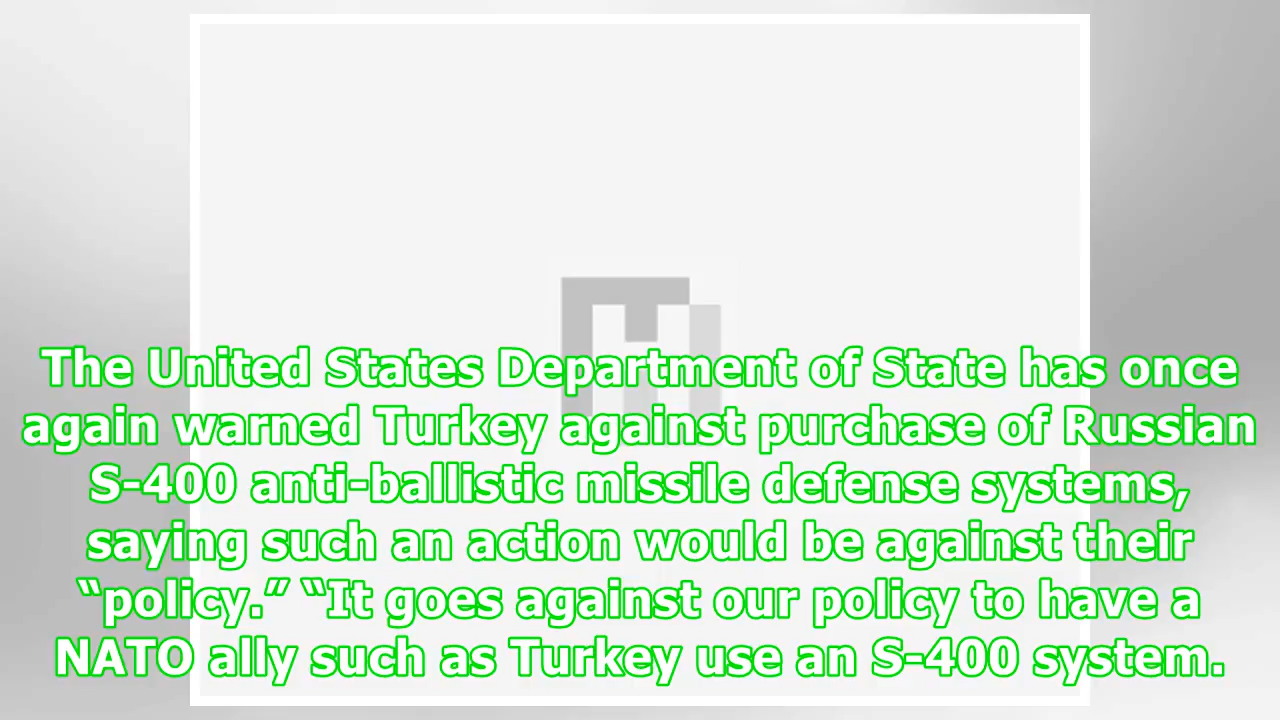 The United States Department of State has once
again warned Turkey against purchase of Russian
S-400 anti-ballistic missile defense systems,
saying such an action would be against their
“policy.” “It goes against our policy to have a
NATO ally such as Turkey use an S-400 system.